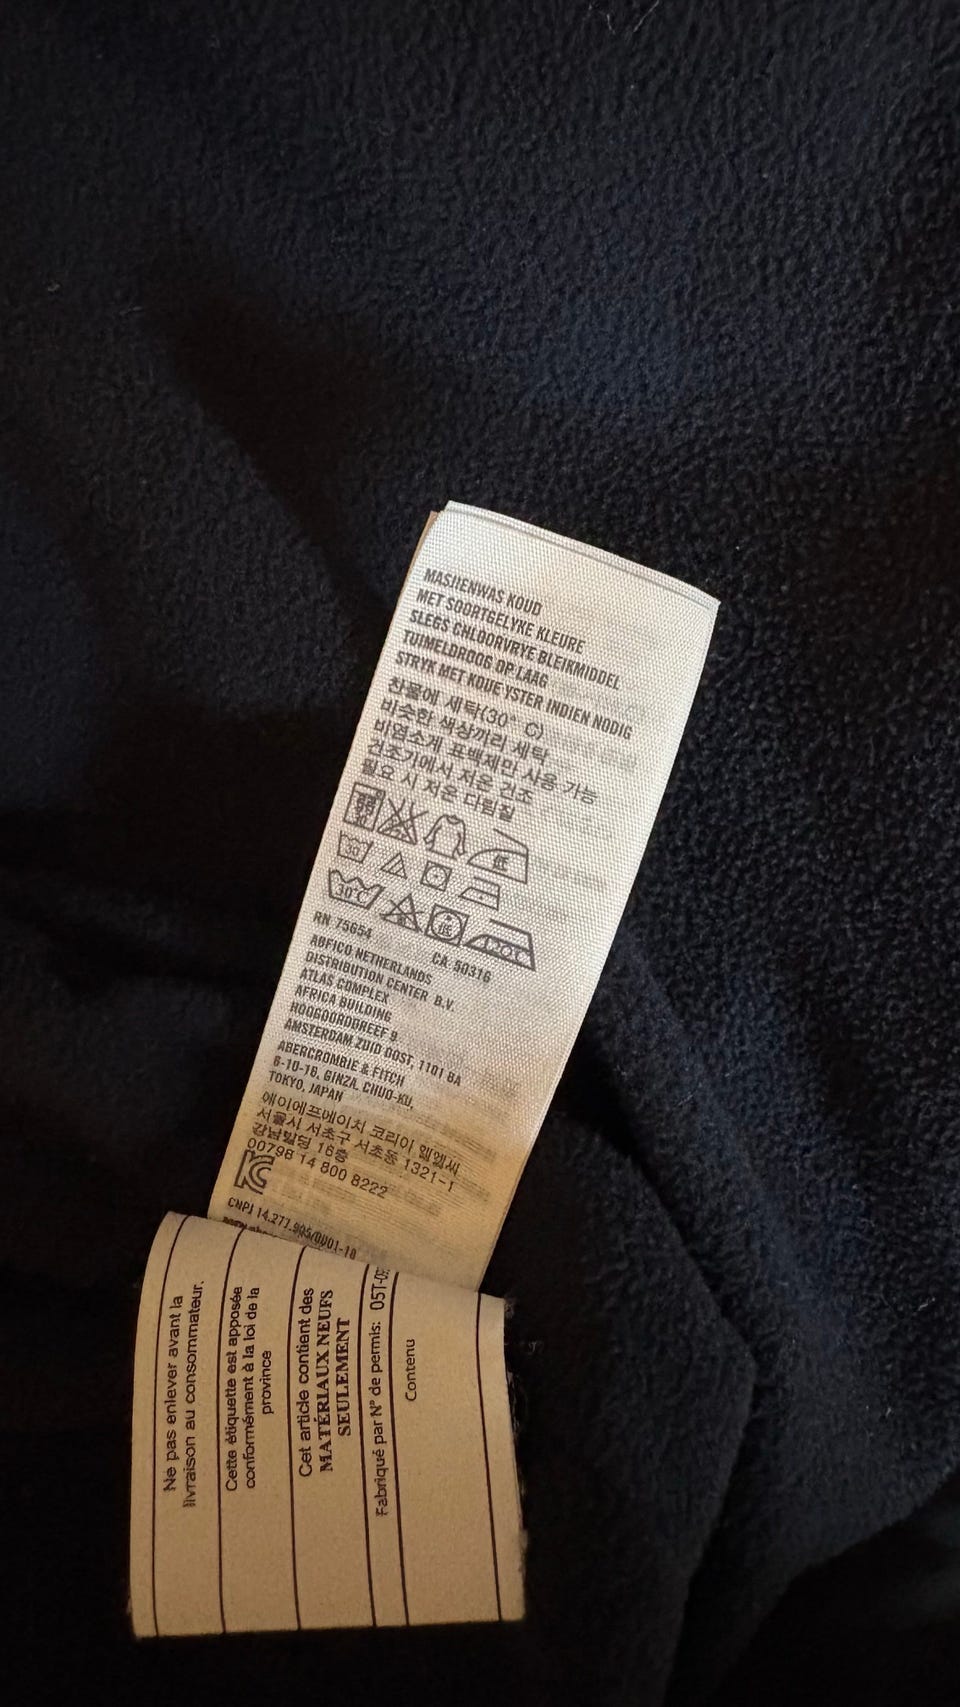 MASJIENWAS KOUD
MET SOORTGELYKE KLEURE
SLEGS CHLOORVRYE BLEIKMIDDEL
TUIMELDROOG OP LAAG
STRYK MET KOUE YSTER INDIEN NODIG
찬물에 세탁(30° C)
비슷한 색상끼리 세탁
비염소계 표백제만 사용 가능
건조기에서 저온 건조
필요 시 저온 다림질
低
30
30°C
低
120°C
RN 75654 CA 50316
ABFICO NETHERLANDS
DISTRIBUTION CENTER B.V.
ATLAS COMPLEX
AFRICA BUILDING
HOOGOORDDREEF 9
AMSTERDAM ZUID OOST, 1101 BA
ABERCROMBIE & FITCH
6-10-16, GINZA, CHUO-KU,
TOKYO, JAPAN
에이에프에이치 코리아 엘엘씨
서울시 서초구 서초동 1321-1
강남빌딩 16층
00798 14 800 8222
CNPJ 14.277.905/0001-10
Ne pas enlever avant la
livraison au consommateur.
Cette étiquette est apposée
conformément à la loi de la
province
Cet article contient des
MATÉRIAUX NEUFS
SEULEMENT
Fabriqué par N° de permis: 05T-03
Contenu